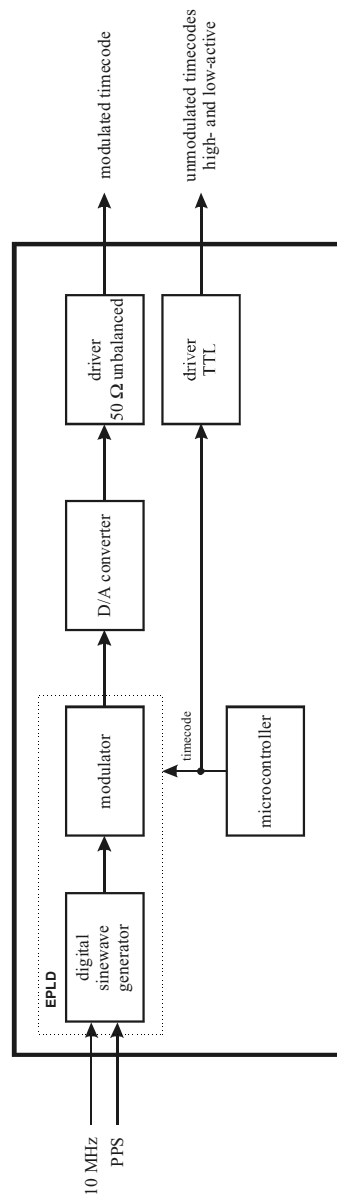 10 MHz
PPS
EPLD
digital
sinewave
generator
modulator
D/A converter
driver
50 Ω unbalanced
modulated timecode
timecode
microcontroller
driver
TTL
unmodulated timecodes
high- and low-active